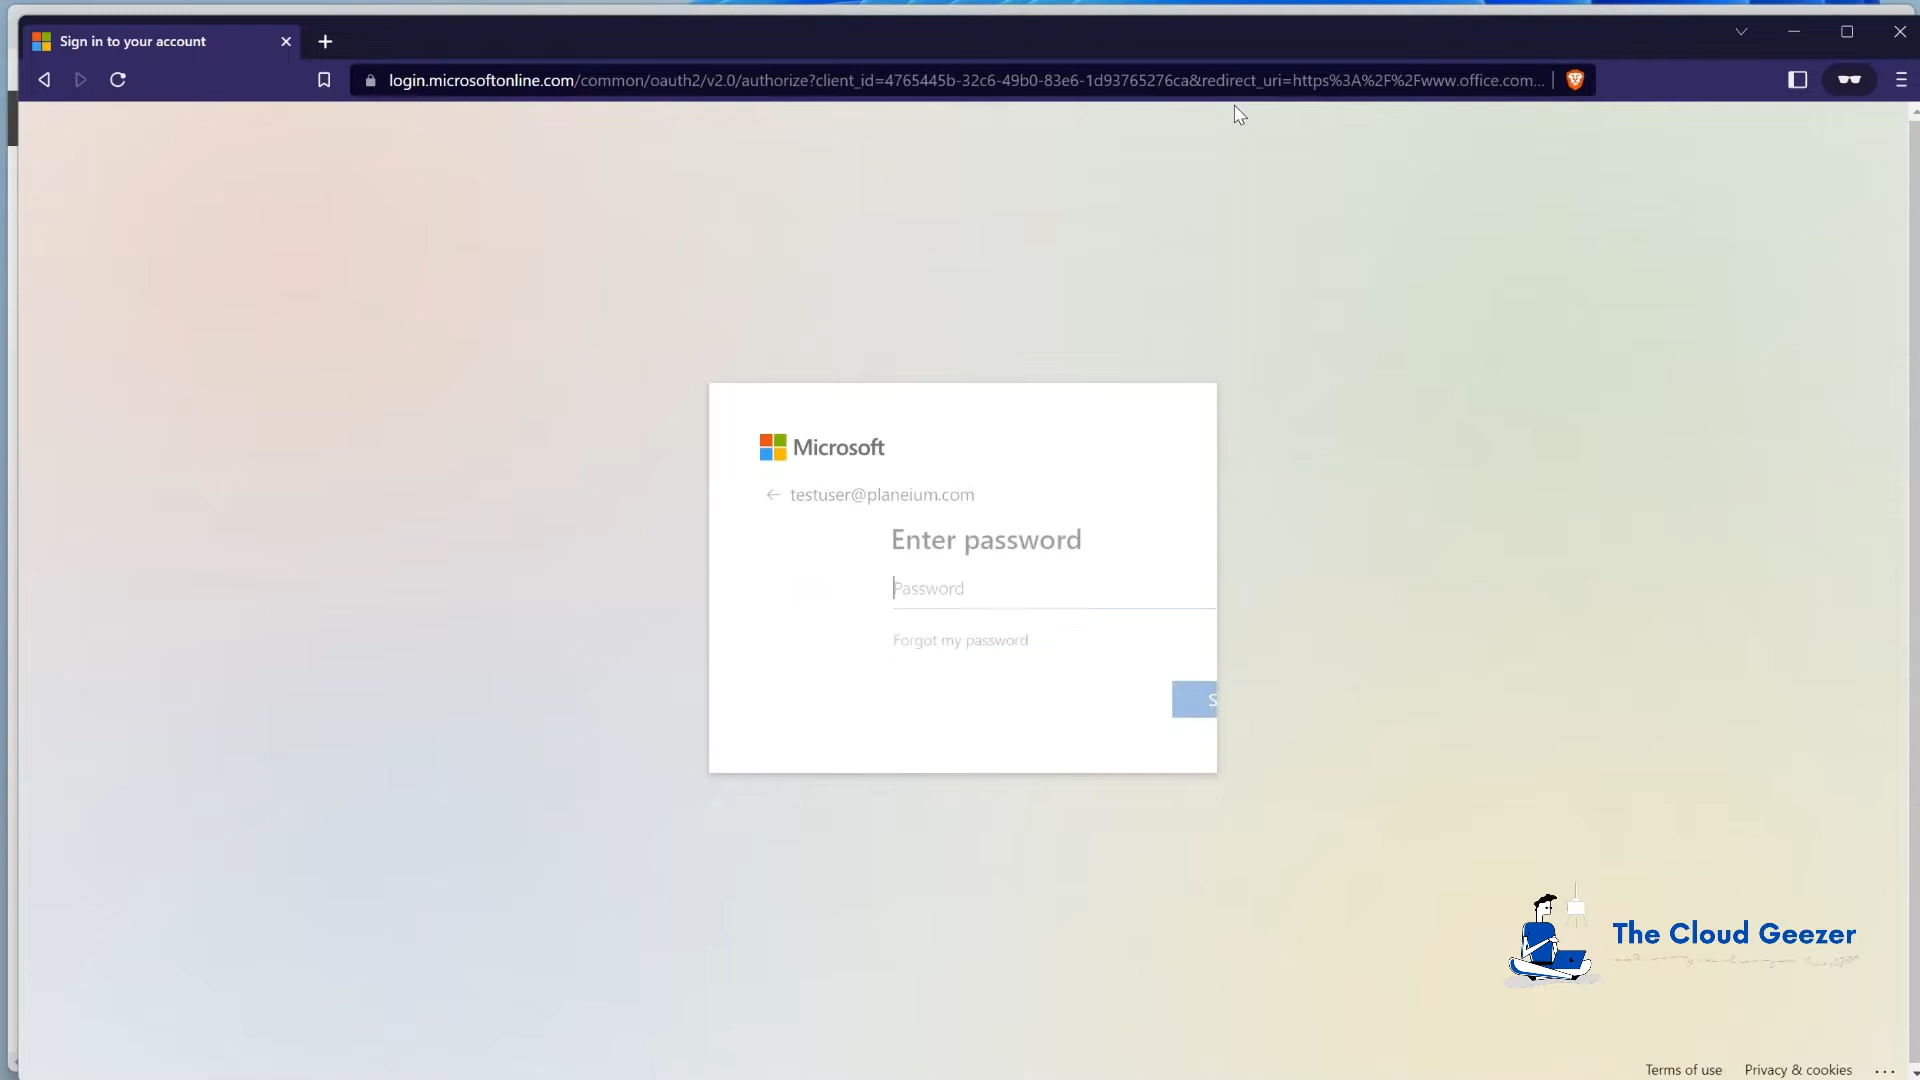 Sign in to your account
login.microsoftonline.com/common/oauth2/v2.0/authorize?client_id=4765445b-32c6-49b0-83e6-1d93765276ca&redirect_uri=https%3A%2F%2Fwww.office.com...
Microsoft
testuser@planeium.com
Enter password
Password
Forgot my password
S
The Cloud Geezer
Terms of use Privacy & cookies ...